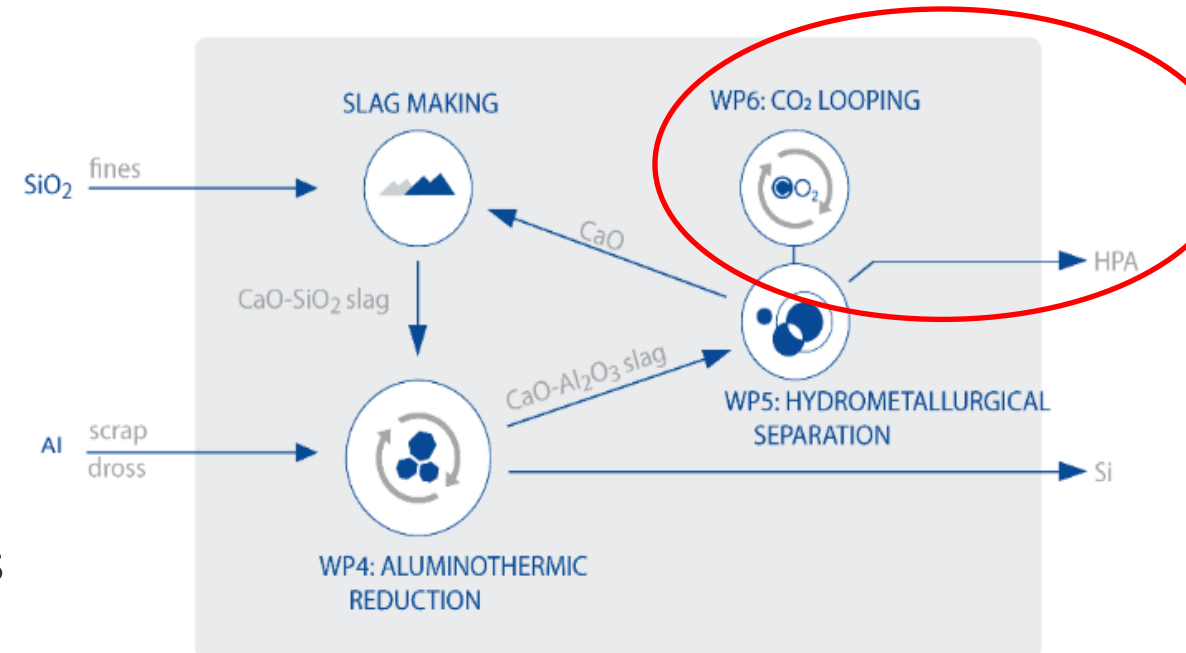 SLAG MAKING
WP6: CO₂ LOOPING
SiO₂
fines
CO₂
CaO
HPA
CaO-SiO₂ slag
CaO-Al₂O₃ slag
WP5: HYDROMETALLURGICAL
SEPARATION
Al
scrap
dross
Si
s
WP4: ALUMINOTHERMIC
REDUCTION